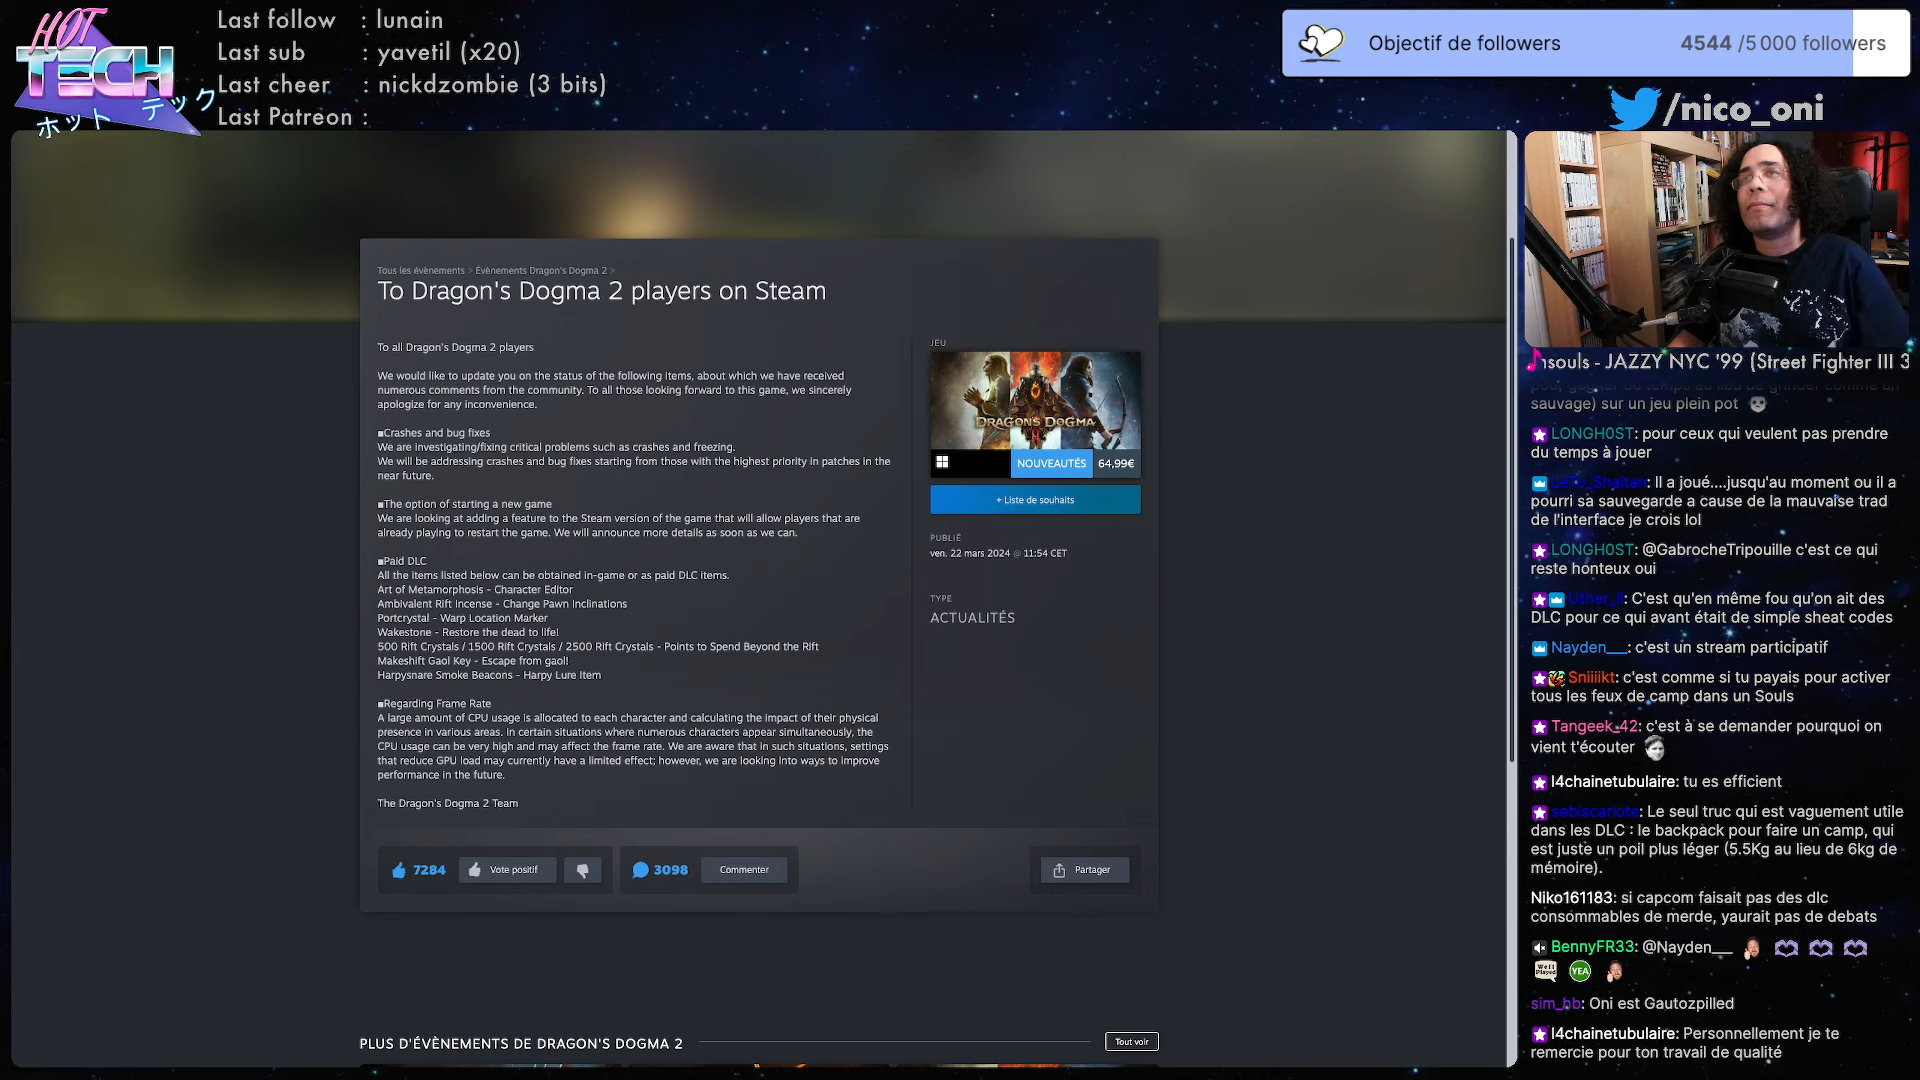 HOT TECH
ホット テック
Last follow : lunain
Last sub : yavetil (x20)
Last cheer : nickdzombie (3 bits)
Last Patreon :
Objectif de followers 4544 /5 000 followers
/nico_oni
Tous les évènements > Évènements Dragon's Dogma 2 >
To Dragon's Dogma 2 players on Steam
To all Dragon's Dogma 2 players
We would like to update you on the status of the following items, about which we have received
numerous comments from the community. To all those looking forward to this game, we sincerely
apologize for any inconvenience.
■Crashes and bug fixes
We are investigating/fixing critical problems such as crashes and freezing.
We will be addressing crashes and bug fixes starting from those with the highest priority in patches in the
near future.
■The option of starting a new game
We are looking at adding a feature to the Steam version of the game that will allow players that are
already playing to restart the game. We will announce more details as soon as we can.
■Paid DLC
All the items listed below can be obtained in-game or as paid DLC items.
Art of Metamorphosis - Character Editor
Ambivalent Rift Incense - Change Pawn Inclinations
Portcrystal - Warp Location Marker
Wakestone - Restore the dead to life!
500 Rift Crystals / 1500 Rift Crystals / 2500 Rift Crystals - Points to Spend Beyond the Rift
Makeshift Gaol Key - Escape from gaol!
Harpysnare Smoke Beacons - Harpy Lure Item
■Regarding Frame Rate
A large amount of CPU usage is allocated to each character and calculating the impact of their physical
presence in various areas. In certain situations where numerous characters appear simultaneously, the
CPU usage can be very high and may affect the frame rate. We are aware that in such situations, settings
that reduce GPU load may currently have a limited effect; however, we are looking into ways to improve
performance in the future.
The Dragon's Dogma 2 Team
7284 Vote positif
3098 Commenter
Partager
JEU
DRAGON'S DOGMA
NOUVEAUTÉS 64,99€
+ Liste de souhaits
PUBLIÉ
ven. 22 mars 2024 @ 11:54 CET
TYPE
ACTUALITÉS
PLUS D'ÉVÈNEMENTS DE DRAGON'S DOGMA 2
Tout voir
souls - JAZZY NYC '99 (Street Fighter III 3
pour gagner du temps au lieu de grinder comme un
sauvage) sur un jeu plein pot
LONGH0ST: pour ceux qui veulent pas prendre
du temps à jouer
LeTo_Shaitan: Il a joué....jusqu'au moment ou il a
pourri sa sauvegarde a cause de la mauvaise trad
de l'interface je crois lol
LONGH0ST: @GabrocheTripouille c'est ce qui
reste honteux oui
Uther_II: C'est qu'en même fou qu'on ait des
DLC pour ce qui avant était de simple sheat codes
Nayden___: c'est un stream participatif
Sniiiikt: c'est comme si tu payais pour activer
tous les feux de camp dans un Souls
Tangeek_42: c'est à se demander pourquoi on
vient t'écouter
l4chainetubulaire: tu es efficient
sebiscariote: Le seul truc qui est vaguement utile
dans les DLC : le backpack pour faire un camp, qui
est juste un poil plus léger (5.5Kg au lieu de 6kg de
mémoire).
Niko161183: si capcom faisait pas des dlc
consommables de merde, yaurait pas de debats
BennyFR33: @Nayden___
Well Played YEA
sim_bb: Oni est Gautozpilled
l4chainetubulaire: Personnellement je te
remercie pour ton travail de qualité